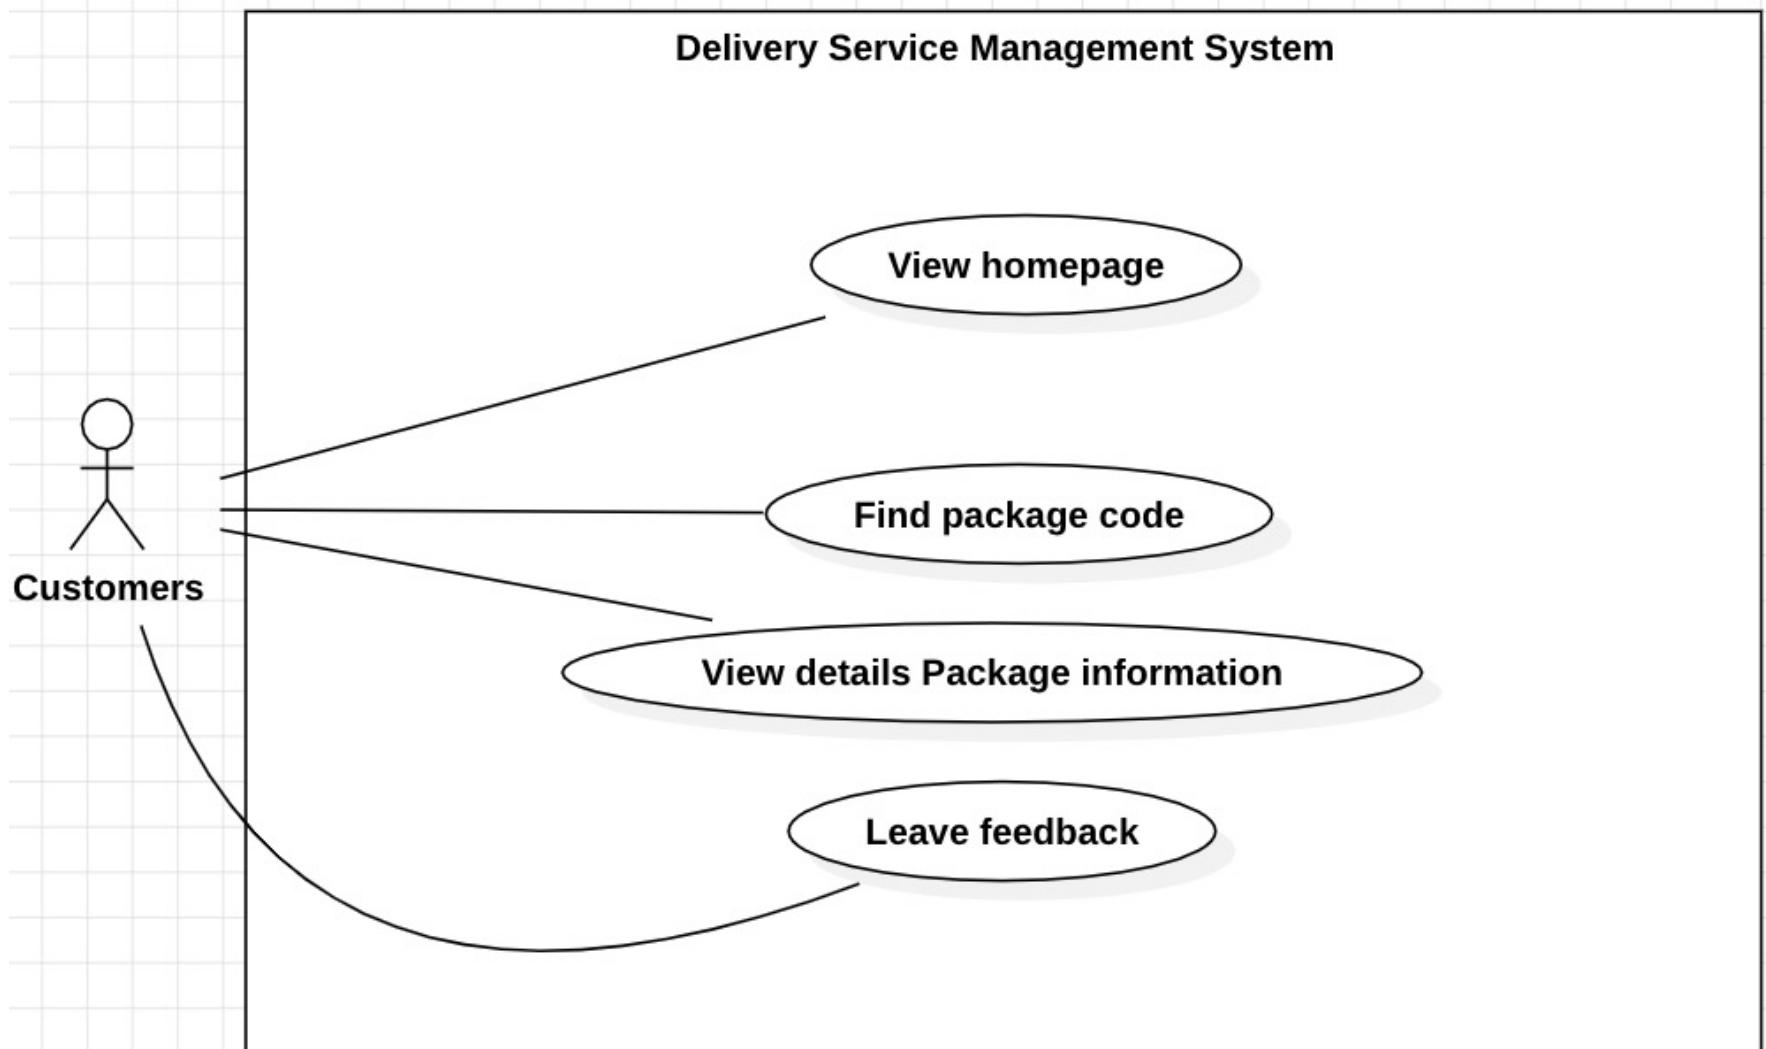 Delivery Service Management System
View homepage
Find package code
Customers
View details Package information
Leave feedback